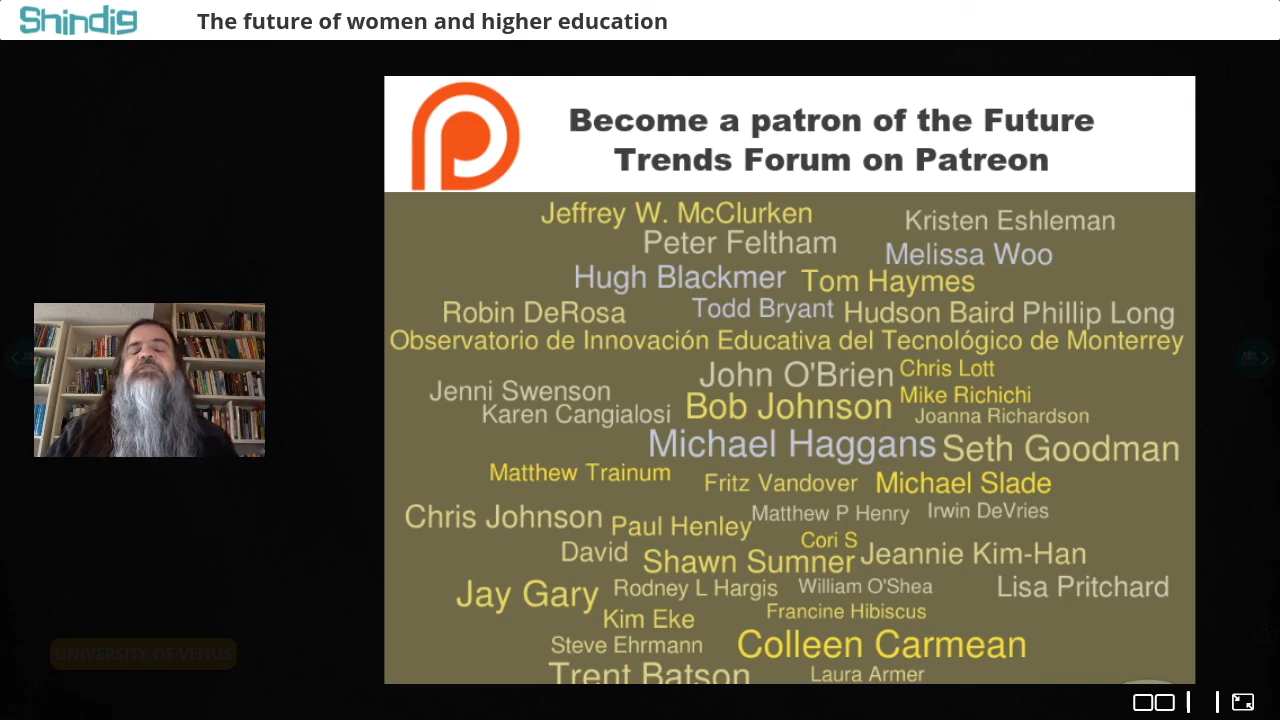 Shindig
The future of women and higher education
Become a patron of the Future
Trends Forum on Patreon
Jeffrey W. McClurken
Kristen Eshleman
Peter Feltham
Melissa Woo
Hugh Blackmer
Tom Haymes
Robin DeRosa
Todd Bryant
Hudson Baird
Phillip Long
Observatorio de Innovación Educativa del Tecnológico de Monterrey
John O'Brien
Chris Lott
Jenni Swenson
Mike Richichi
Karen Cangialosi
Bob Johnson
Joanna Richardson
Michael Haggans
Seth Goodman
Matthew Trainum
Fritz Vandover
Michael Slade
Chris Johnson
Paul Henley
Matthew P Henry
Irwin DeVries
Cori S
David
Shawn Sumner
Jeannie Kim-Han
Jay Gary
Rodney L Hargis
William O'Shea
Lisa Pritchard
Kim Eke
Francine Hibiscus
Steve Ehrmann
Colleen Carmean
Trent Batson
Laura Armer
UNIVERSITY OF VENUS